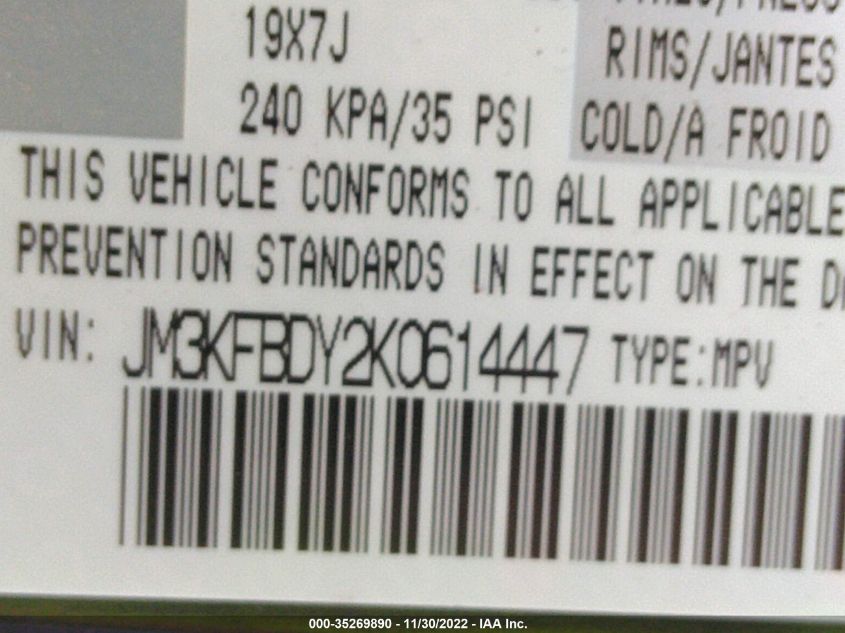 19X7J
RIMS/JANTES
240 KPA/35 PSI
COLD/A FROID
THIS VEHICLE CONFORMS TO ALL APPLICABLE
PREVENTION STANDARDS IN EFFECT ON THE
VIN: JM3KFBDY2K0614447 TYPE:MPV
000-35269890 - 11/30/2022 - IAA Inc.